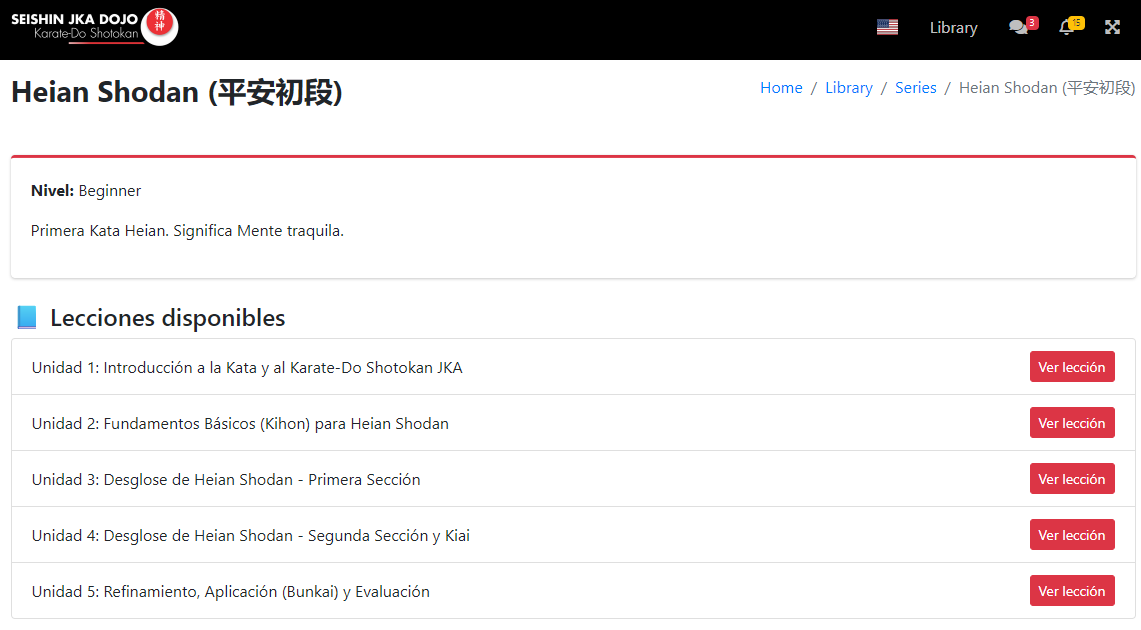 SEISHIN JKA DOJO
Karate-Do Shotokan
精神
Library
3
15
Heian Shodan (平安初段)
Home / Library / Series / Heian Shodan (平安初段)
Nivel: Beginner
Primera Kata Heian. Significa Mente traquila.
Lecciones disponibles
Unidad 1: Introducción a la Kata y al Karate-Do Shotokan JKA Ver lección
Unidad 2: Fundamentos Básicos (Kihon) para Heian Shodan Ver lección
Unidad 3: Desglose de Heian Shodan - Primera Sección Ver lección
Unidad 4: Desglose de Heian Shodan - Segunda Sección y Kiai Ver lección
Unidad 5: Refinamiento, Aplicación (Bunkai) y Evaluación Ver lección